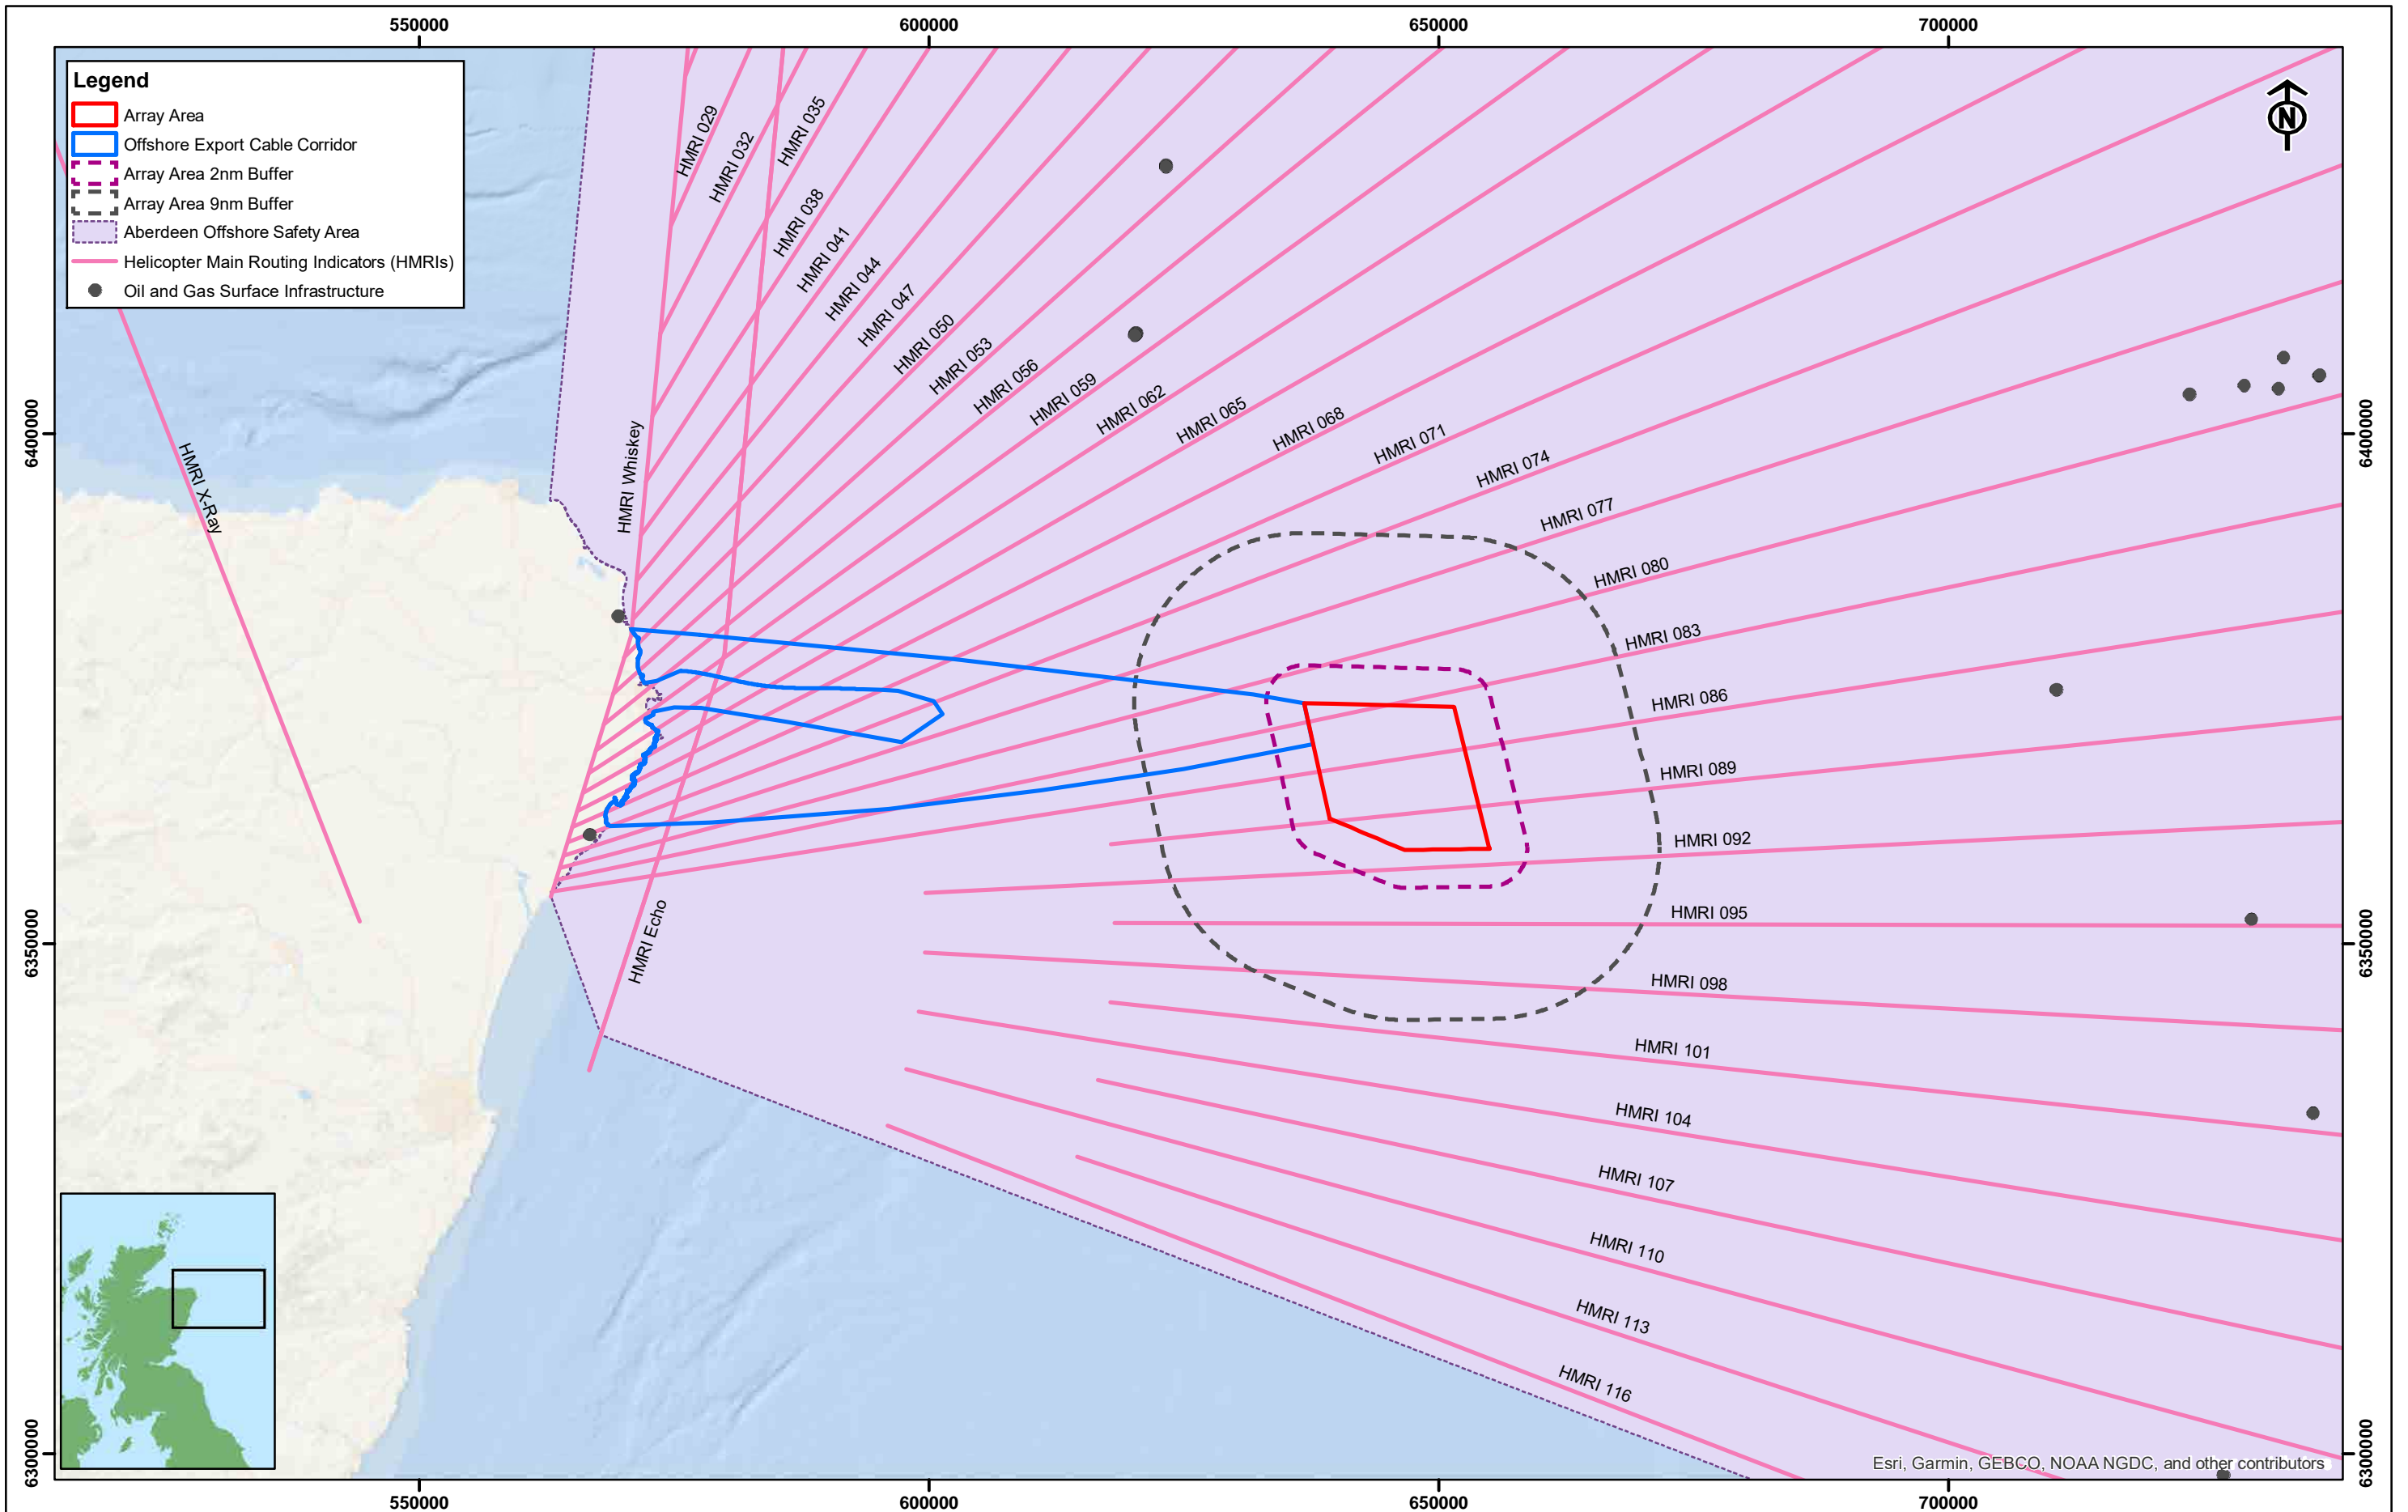 550000
600000
650000
700000
Legend
Array Area
Offshore Export Cable Corridor
Array Area 2nm Buffer
Array Area 9nm Buffer
Aberdeen Offshore Safety Area
Helicopter Main Routing Indicators (HMRIs)
Oil and Gas Surface Infrastructure
N
HMRI 029
HMRI 032
HMRI 035
HMRI 038
HMRI 041
HMRI 044
HMRI 047
HMRI 050
HMRI 053
HMRI 056
HMRI 059
HMRI 062
HMRI 065
HMRI 068
HMRI 071
HMRI 074
HMRI 077
HMRI 080
HMRI 083
HMRI 086
HMRI 089
HMRI 092
HMRI 095
HMRI 098
HMRI 101
HMRI 104
HMRI 107
HMRI 110
HMRI 113
HMRI 116
HMRI Whiskey
HMRI X-Ray
HMRI Echo
6400000
6400000
6350000
6350000
6300000
6300000
Esri, Garmin, GEBCO, NOAA NGDC, and other contributors
550000
600000
650000
700000